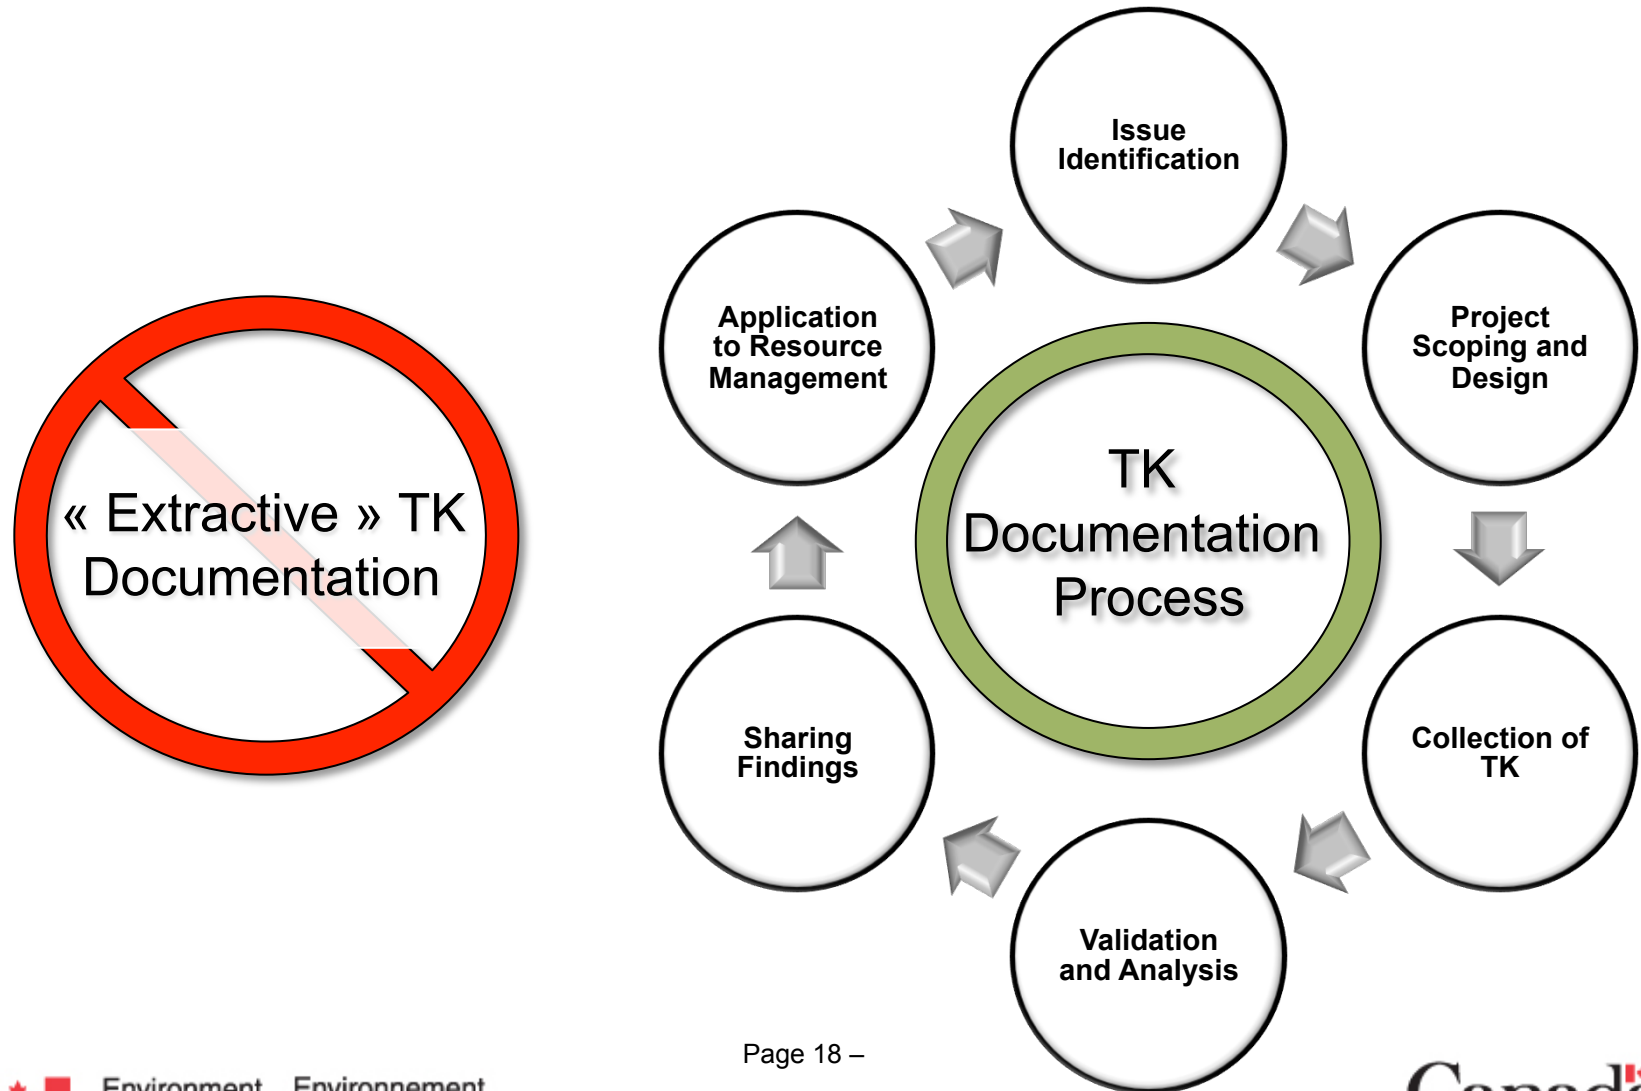 « Extractive » TK
Documentation
Issue
Identification
Project
Scoping and
Design
Collection of
TK
Validation
and Analysis
Sharing
Findings
Application
to Resource
Management
TK
Documentation
Process
Page 18 –
Environment Environnement
Canada